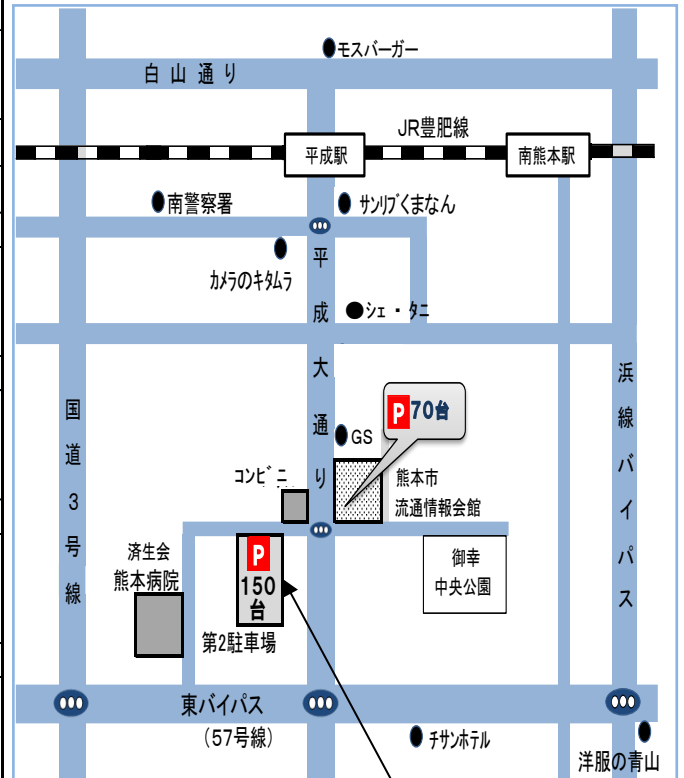 モスバーガー
白山通り
JR豊肥線
平成駅
南熊本駅
南警察署
サンリブくまなん
カメラのキタムラ
平成大通り
シェ・タニ
浜線バイパス
国道3号線
P 70台
GS
コンビニ
熊本市
流通情報会館
済生会
熊本病院
P
150
台
御幸
中央公園
第2駐車場
東バイパス
(57号線)
チサンホテル
洋服の青山